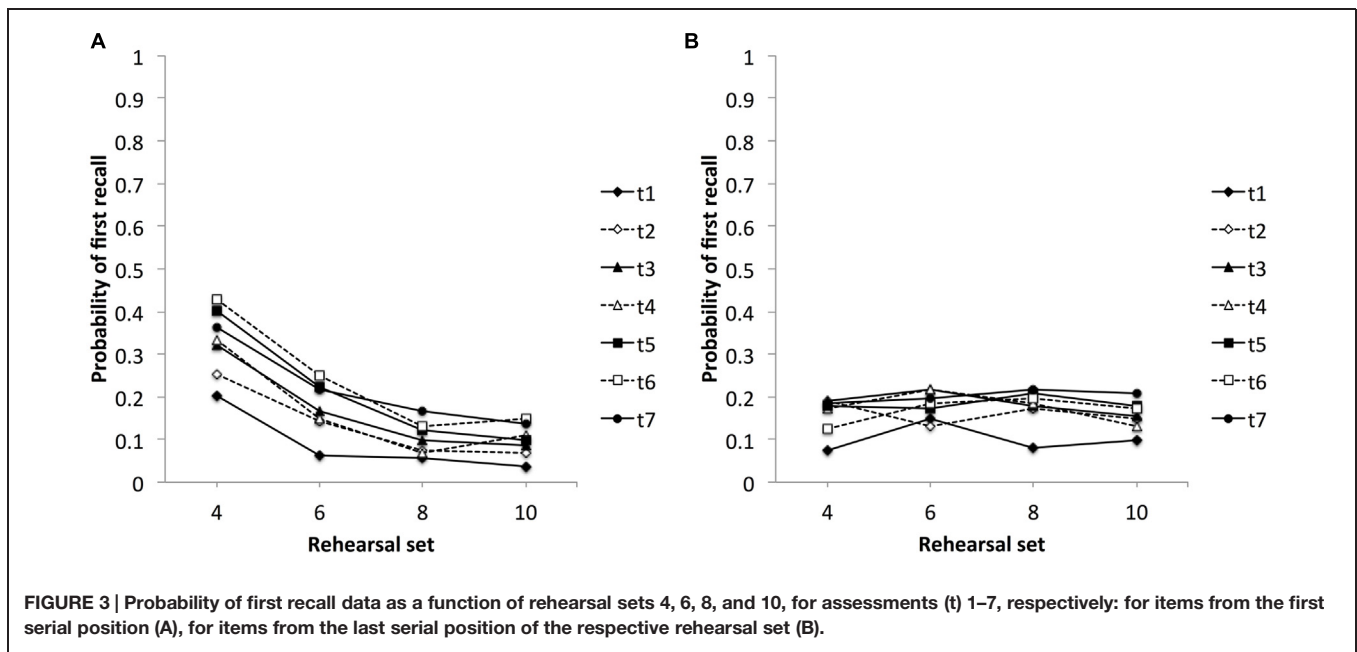 A
1
0.9
0.8
0.7
0.6
0.5
0.4
0.3
0.2
0.1
0
Probability of first recall
4 6 8 10
Rehearsal set
t1
t2
t3
t4
t5
t6
t7
B
1
0.9
0.8
0.7
0.6
0.5
0.4
0.3
0.2
0.1
0
Probability of first recall
4 6 8 10
Rehearsal set
t1
t2
t3
t4
t5
t6
t7
FIGURE 3 | Probability of first recall data as a function of rehearsal sets 4, 6, 8, and 10, for assessments (t) 1–7, respectively: for items from the first
serial position (A), for items from the last serial position of the respective rehearsal set (B).